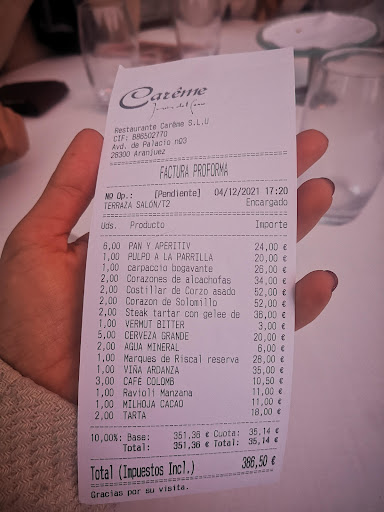 Carême
Restaurante Carême S.L.U
CIF: B86502770
Avd. de Palacio nº3
28300 Aranjuez
FACTURA PROFORMA
Nº Op.: [Pendiente] 04/12/2021 17:20
TERRAZA SALÓN/T2 Encargado
Uds. Producto Importe
6,00 PAN Y APERITIV 24,00 €
1,00 PULPO A LA PARRILLA 20,00 €
1,00 carpaccio bogavante 26,00 €
2,00 Corazones de alcachofas 34,00 €
2,00 Costillar de Corzo asado 52,00 €
2,00 Corazon de Solomillo 52,00 €
2,00 Steak tartar con gelee de 36,00 €
1,00 VERMUT BITTER 3,00 €
5,00 CERVEZA GRANDE 20,00 €
2,00 AGUA MINERAL 6,00 €
1,00 Marques de Riscal reserva 28,00 €
1,00 VIÑA ARDANZA 35,00 €
3,00 CAFE COLOMB 10,50 €
1,00 Ravioli Manzana 11,00 €
1,00 MILHOJA CACAO 11,00 €
2,00 TARTA 18,00 €
10,00%: Base: 351,36 € Cuota: 35,14 €
Total: 351,36 € Total: 35,14 €
Total (Impuestos Incl.) 386,50 €
Gracias por su visita.